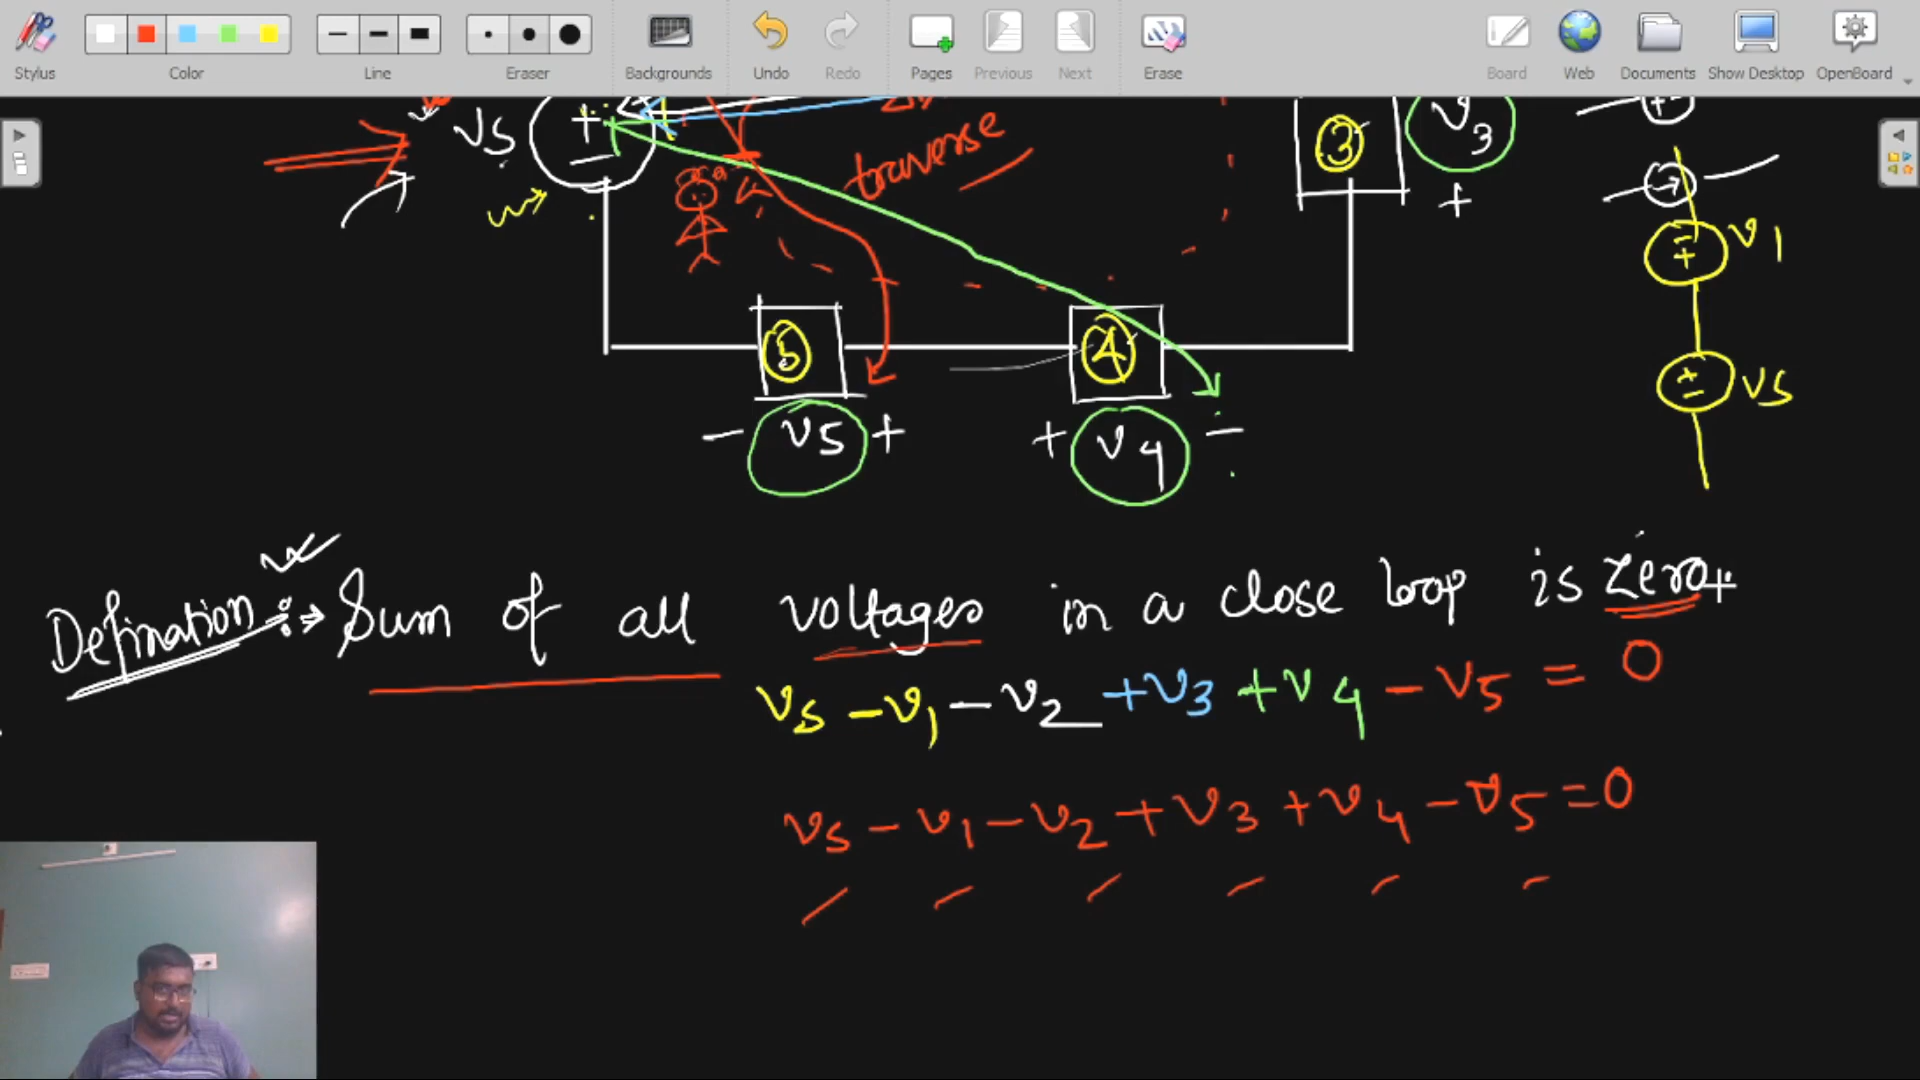 Stylus Color Line Eraser Backgrounds Undo Redo Pages Previous Next Erase Board Web Documents Show Desktop OpenBoard
Vs + −
traverse
3 V3 +
V1
Vs
5 4
− V5 + + V4 −
Defination :→ Sum of all voltages in a close loop is zero
Vs − V1 − V2 + V3 + V4 − V5 = 0
Vs − V1 − V2 + V3 + V4 − V5 = 0